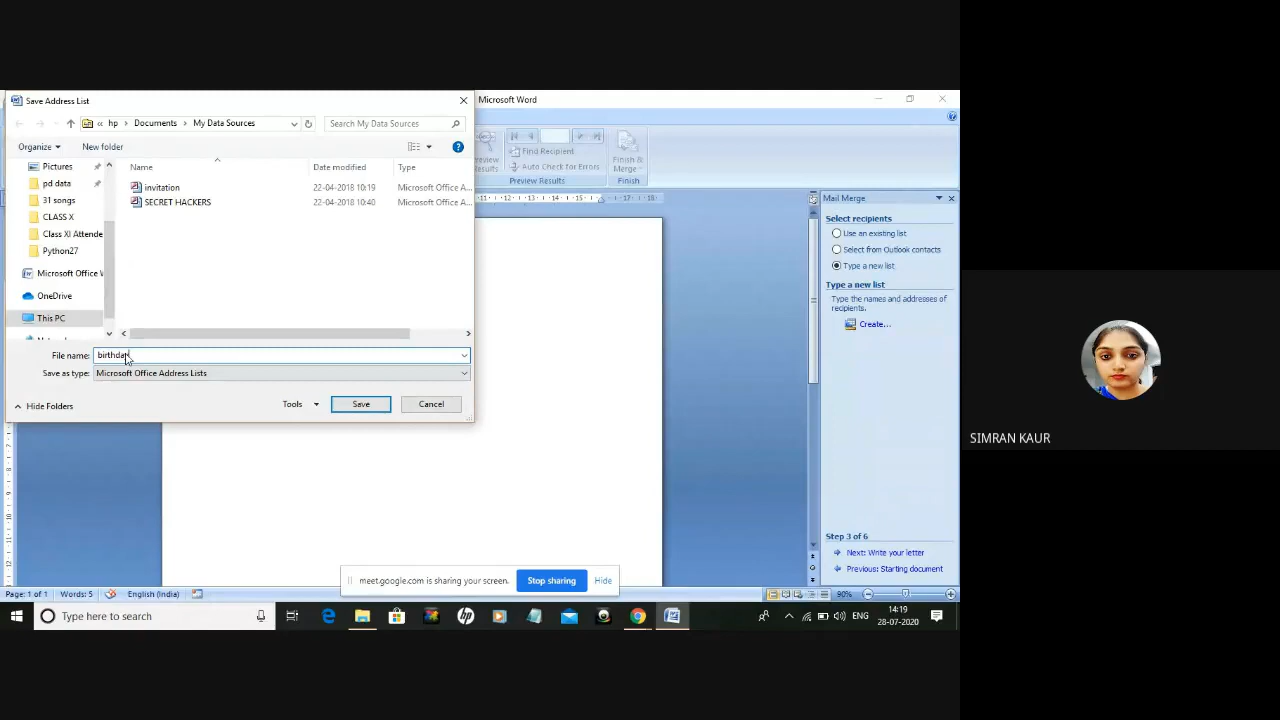 Save Address List
Microsoft Word
hp
Documents
My Data Sources
Search My Data Sources
Organize
New folder
Name
Date modified
Type
Pictures
pd data
31 songs
CLASS X
Class XI Attende
Python27
Microsoft Office W
OneDrive
This PC
invitation
22-04-2018 10:19
Microsoft Office A...
SECRET HACKERS
22-04-2018 10:40
Microsoft Office A...
File name:
birthday
Save as type:
Microsoft Office Address Lists
Hide Folders
Tools
Save
Cancel
Find Recipient
Auto Check for Errors
Preview Results
Finish & Merge
Finish
Mail Merge
Select recipients
Use an existing list
Select from Outlook contacts
Type a new list
Type a new list
Type the names and addresses of
recipients.
Create...
Step 3 of 6
Next: Write your letter
Previous: Starting document
meet.google.com is sharing your screen.
Stop sharing
Hide
Page: 1 of 1
Words: 5
English (India)
90%
Type here to search
ENG
14:19
28-07-2020
SIMRAN KAUR